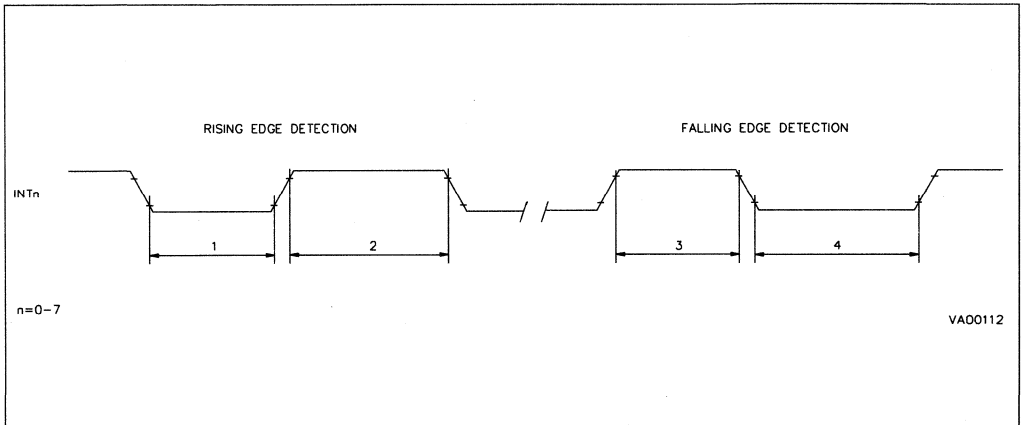 RISING EDGE DETECTION
FALLING EDGE DETECTION
INTn
1
2
3
4
n=0-7
VA00112